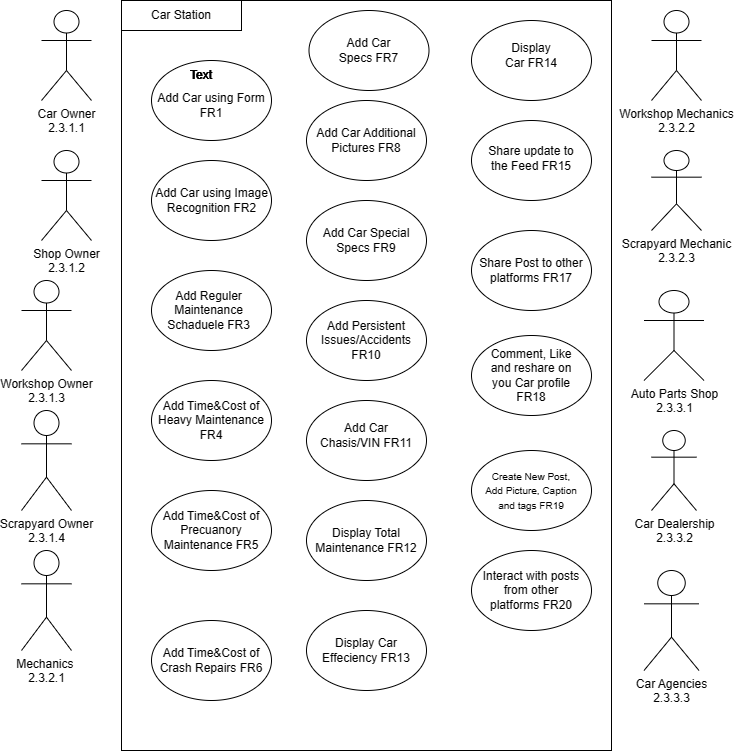 Car Station
Car Owner
2.3.1.1
Shop Owner
2.3.1.2
Workshop Owner
2.3.1.3
Scrapyard Owner
2.3.1.4
Mechanics
2.3.2.1
Text
Add Car using Form
FR1
Add Car using Image
Recognition FR2
Add Reguler
Maintenance
Schaduele FR3
Add Time&Cost of
Heavy Maintenance
FR4
Add Time&Cost of
Precuanory
Maintenance FR5
Add Time&Cost of
Crash Repairs FR6
Add Car
Specs FR7
Add Car Additional
Pictures FR8
Add Car Special
Specs FR9
Add Persistent
Issues/Accidents
FR10
Add Car
Chasis/VIN FR11
Display Total
Maintenance FR12
Display Car
Effeciency FR13
Display
Car FR14
Share update to
the Feed FR15
Share Post to other
platforms FR17
Comment, Like
and reshare on
you Car profile
FR18
Create New Post,
Add Picture, Caption
and tags FR19
Interact with posts
from other
platforms FR20
Workshop Mechanics
2.3.2.2
Scrapyard Mechanic
2.3.2.3
Auto Parts Shop
2.3.3.1
Car Dealership
2.3.3.2
Car Agencies
2.3.3.3